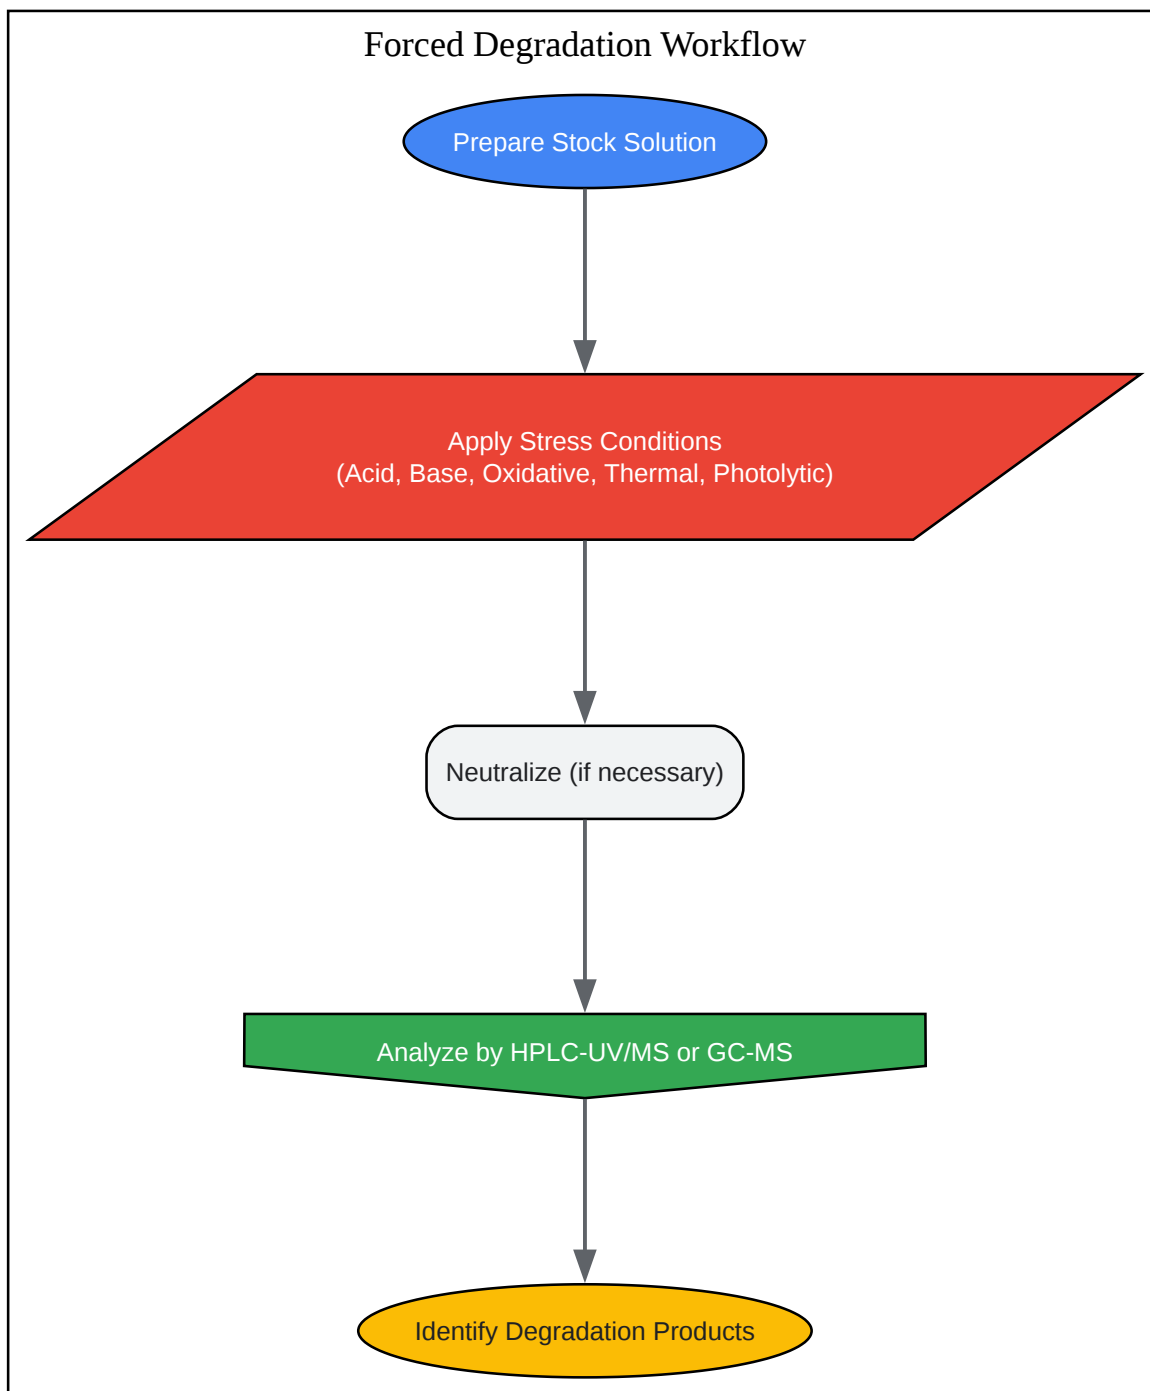 Forced Degradation Workflow
Prepare Stock Solution
Apply Stress Conditions
(Acid, Base, Oxidative, Thermal, Photolytic)
Neutralize (if necessary)
Analyze by HPLC-UV/MS or GC-MS
Identify Degradation Products